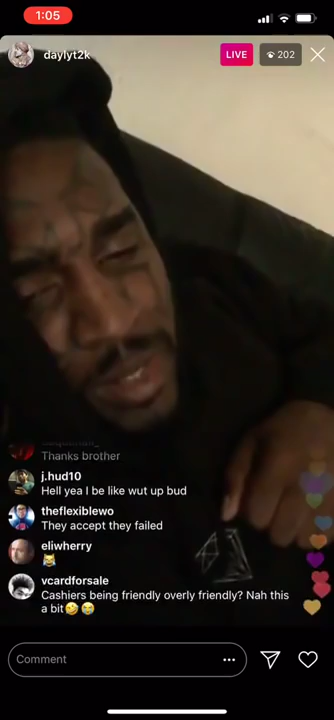 1:05
daylyt2k
LIVE
202
Thanks brother
j.hud10
Hell yea I be like wut up bud
theflexiblewo
They accept they failed
eliwherry
😹
vcardforsale
Cashiers being friendly overly friendly? Nah this
a bit🤣😭
Comment